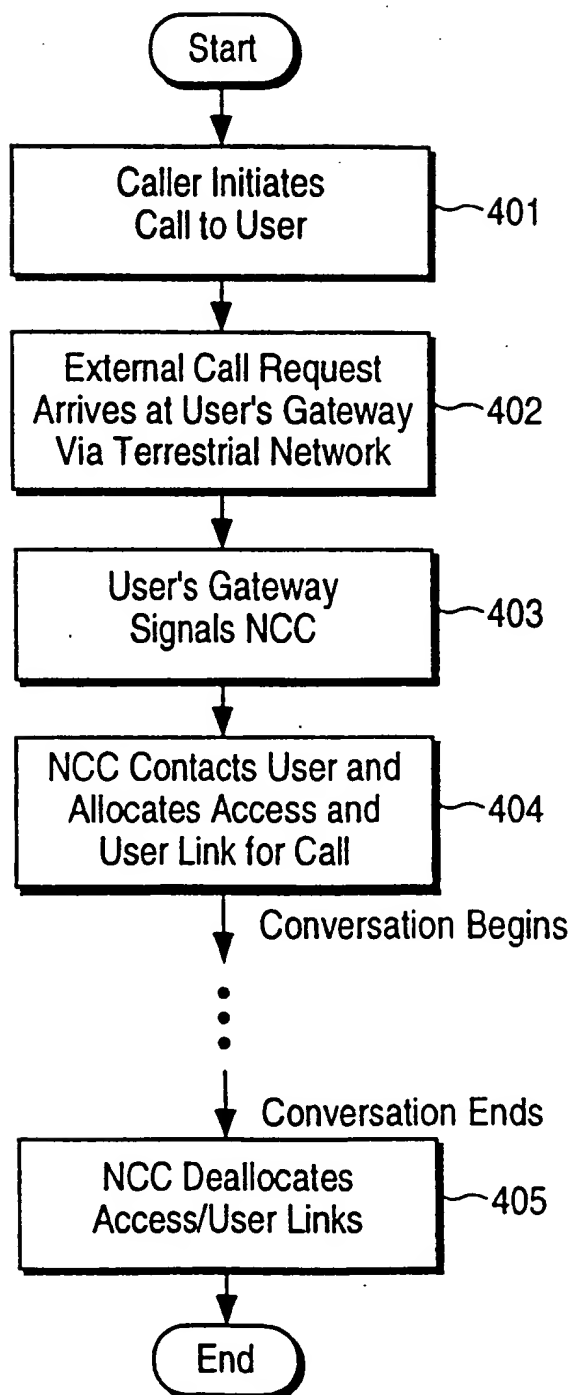 Start
Caller Initiates
Call to User
401
External Call Request
Arrives at User's Gateway
Via Terrestrial Network
402
User's Gateway
Signals NCC
403
NCC Contacts User and
Allocates Access and
User Link for Call
404
Conversation Begins
Conversation Ends
NCC Deallocates
Access/User Links
405
End